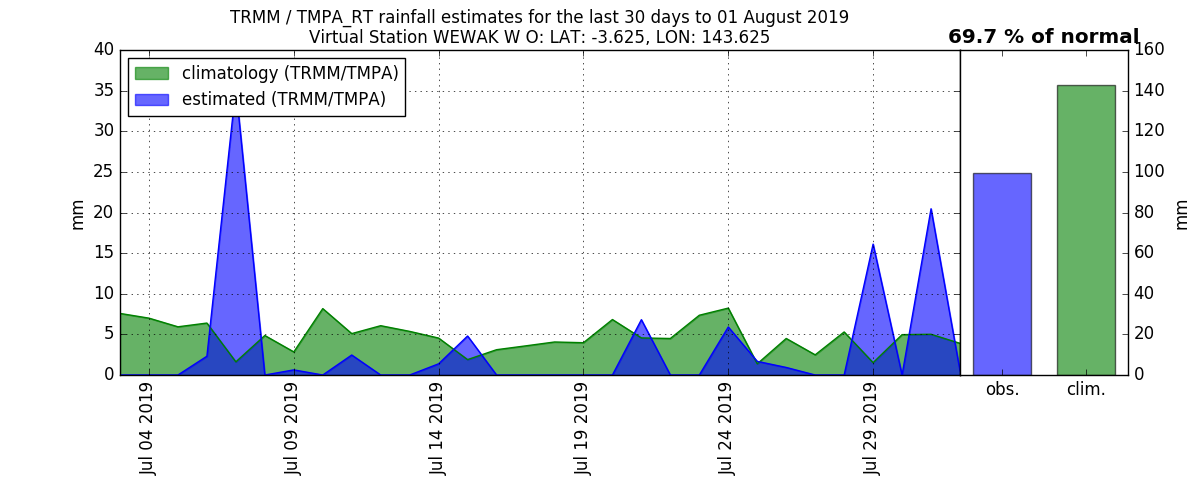 TRMM / TMPA_RT rainfall estimates for the last 30 days to 01 August 2019
Virtual Station WEWAK W O: LAT: -3.625, LON: 143.625
69.7 % of normal
climatology (TRMM/TMPA)
estimated (TRMM/TMPA)
40
35
30
25
20
15
10
5
0
mm
160
140
120
100
80
60
40
20
0
mm
Jul 04 2019
Jul 09 2019
Jul 14 2019
Jul 19 2019
Jul 24 2019
Jul 29 2019
obs.
clim.